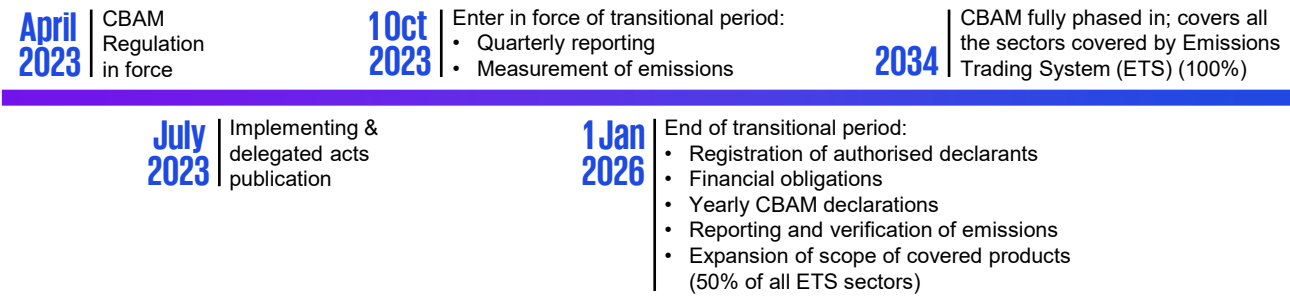 April
2023
CBAM
Regulation
in force
1 Oct
2023
Enter in force of transitional period:
• Quarterly reporting
• Measurement of emissions
2034
CBAM fully phased in; covers all
the sectors covered by Emissions
Trading System (ETS) (100%)
July
2023
Implementing &
delegated acts
publication
1 Jan
2026
End of transitional period:
• Registration of authorised declarants
• Financial obligations
• Yearly CBAM declarations
• Reporting and verification of emissions
• Expansion of scope of covered products
(50% of all ETS sectors)